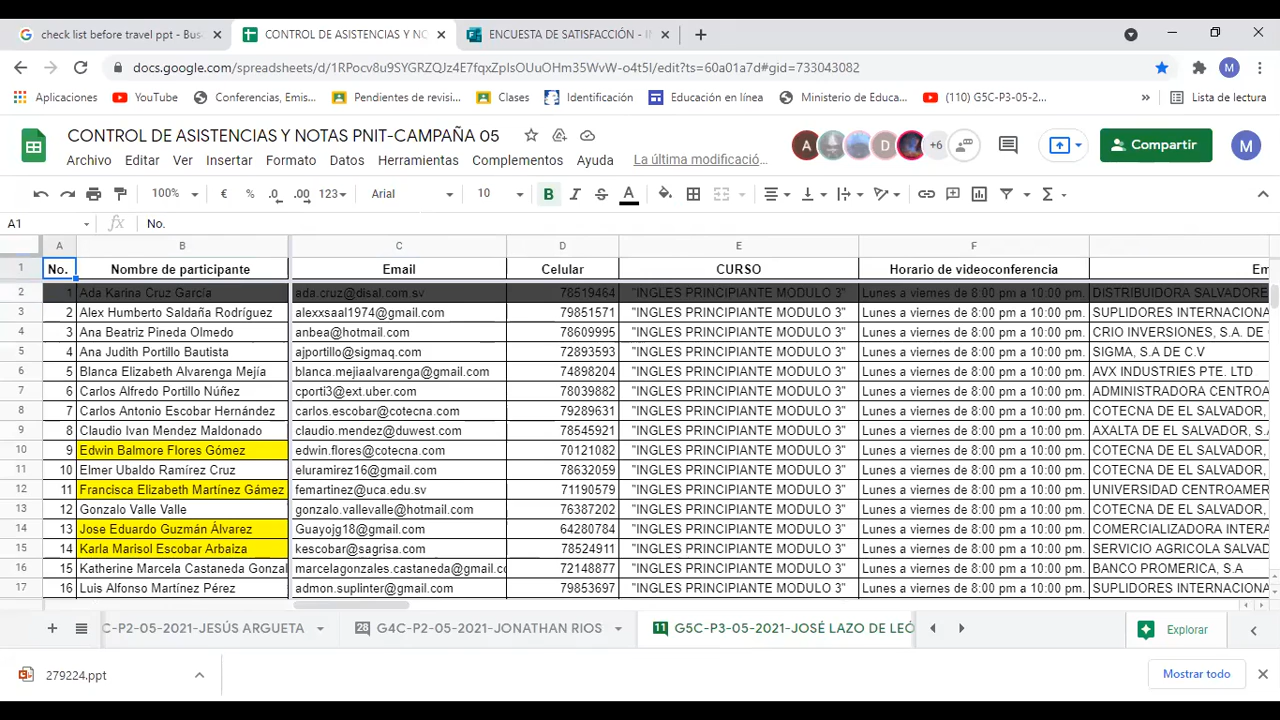 check list before travel ppt - Bus
CONTROL DE ASISTENCIAS Y NO
ENCUESTA DE SATISFACCIÓN - I
docs.google.com/spreadsheets/d/1RPocv8u9SYGRZQJz4E7fqxZpIsOUuOHm35WvW-o4t5I/edit?ts=60a01a7d#gid=733043082
M
Aplicaciones
YouTube
Conferencias, Emis...
Pendientes de revisi...
Clases
Identificación
Educación en línea
Ministerio de Educa...
(110) G5C-P3-05-2...
Lista de lectura
CONTROL DE ASISTENCIAS Y NOTAS PNIT-CAMPAÑA 05
A D +6
Compartir
M
Archivo Editar Ver Insertar Formato Datos Herramientas Complementos Ayuda La última modificació...
100% € % .0 .00 123 Arial 10 B I S A Σ
A1 fx No.
A B C D E F
1 No. Nombre de participante Email Celular CURSO Horario de videoconferencia Em
2 1 Ada Karina Cruz García ada.cruz@disal.com.sv 78519464 "INGLES PRINCIPIANTE MODULO 3" Lunes a viernes de 8:00 pm a 10:00 pm. DISTRIBUIDORA SALVADORE
3 2 Alex Humberto Saldaña Rodríguez alexxsaal1974@gmail.com 79851571 "INGLES PRINCIPIANTE MODULO 3" Lunes a viernes de 8:00 pm a 10:00 pm. SUPLIDORES INTERNACIONA
4 3 Ana Beatriz Pineda Olmedo anbea@hotmail.com 78609995 "INGLES PRINCIPIANTE MODULO 3" Lunes a viernes de 8:00 pm a 10:00 pm. CRIO INVERSIONES, S.A. DE C
5 4 Ana Judith Portillo Bautista ajportillo@sigmaq.com 72893593 "INGLES PRINCIPIANTE MODULO 3" Lunes a viernes de 8:00 pm a 10:00 pm. SIGMA, S.A DE C.V
6 5 Blanca Elizabeth Alvarenga Mejía blanca.mejiaalvarenga@gmail.com 74898204 "INGLES PRINCIPIANTE MODULO 3" Lunes a viernes de 8:00 pm a 10:00 pm. AVX INDUSTRIES PTE. LTD
7 6 Carlos Alfredo Portillo Núñez cporti3@ext.uber.com 78039882 "INGLES PRINCIPIANTE MODULO 3" Lunes a viernes de 8:00 pm a 10:00 pm. ADMINISTRADORA CENTROA
8 7 Carlos Antonio Escobar Hernández carlos.escobar@cotecna.com 79289631 "INGLES PRINCIPIANTE MODULO 3" Lunes a viernes de 8:00 pm a 10:00 pm. COTECNA DE EL SALVADOR,
9 8 Claudio Ivan Mendez Maldonado claudio.mendez@duwest.com 78545921 "INGLES PRINCIPIANTE MODULO 3" Lunes a viernes de 8:00 pm a 10:00 pm. AXALTA DE EL SALVADOR, S.A
10 9 Edwin Balmore Flores Gómez edwin.flores@cotecna.com 70121082 "INGLES PRINCIPIANTE MODULO 3" Lunes a viernes de 8:00 pm a 10:00 pm. COTECNA DE EL SALVADOR,
11 10 Elmer Ubaldo Ramírez Cruz eluramirez16@gmail.com 78632059 "INGLES PRINCIPIANTE MODULO 3" Lunes a viernes de 8:00 pm a 10:00 pm. COTECNA DE EL SALVADOR,
12 11 Francisca Elizabeth Martínez Gámez femartinez@uca.edu.sv 71190579 "INGLES PRINCIPIANTE MODULO 3" Lunes a viernes de 8:00 pm a 10:00 pm. UNIVERSIDAD CENTROAMER
13 12 Gonzalo Valle Valle gonzalo.vallevalle@hotmail.com 76387202 "INGLES PRINCIPIANTE MODULO 3" Lunes a viernes de 8:00 pm a 10:00 pm. COTECNA DE EL SALVADOR,
14 13 Jose Eduardo Guzmán Álvarez Guayojg18@gmail.com 64280784 "INGLES PRINCIPIANTE MODULO 3" Lunes a viernes de 8:00 pm a 10:00 pm. COMERCIALIZADORA INTERA
15 14 Karla Marisol Escobar Arbaiza kescobar@sagrisa.com 78524911 "INGLES PRINCIPIANTE MODULO 3" Lunes a viernes de 8:00 pm a 10:00 pm. SERVICIO AGRICOLA SALVAD
16 15 Katherine Marcela Castaneda Gonzal marcelagonzales.castaneda@gmail.co 72148877 "INGLES PRINCIPIANTE MODULO 3" Lunes a viernes de 8:00 pm a 10:00 pm. BANCO PROMERICA, S.A
17 16 Luis Alfonso Martínez Pérez admon.suplinter@gmail.com 79853697 "INGLES PRINCIPIANTE MODULO 3" Lunes a viernes de 8:00 pm a 10:00 pm. SUPLIDORES INTERNACIONA
C-P2-05-2021-JESÚS ARGUETA
28 G4C-P2-05-2021-JONATHAN RIOS
11 G5C-P3-05-2021-JOSÉ LAZO DE LEÓ
Explorar
279224.ppt
Mostrar todo